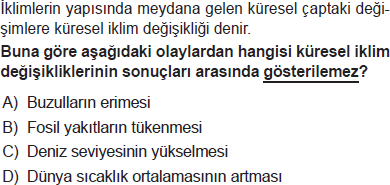 İklimlerin yapısında meydana gelen küresel çaptaki deği-
şimlere küresel iklim değişikliği denir.
Buna göre aşağıdaki olaylardan hangisi küresel iklim
değişikliklerinin sonuçları arasında gösterilemez?
A) Buzulların erimesi
B) Fosil yakıtların tükenmesi
C) Deniz seviyesinin yükselmesi
D) Dünya sıcaklık ortalamasının artması